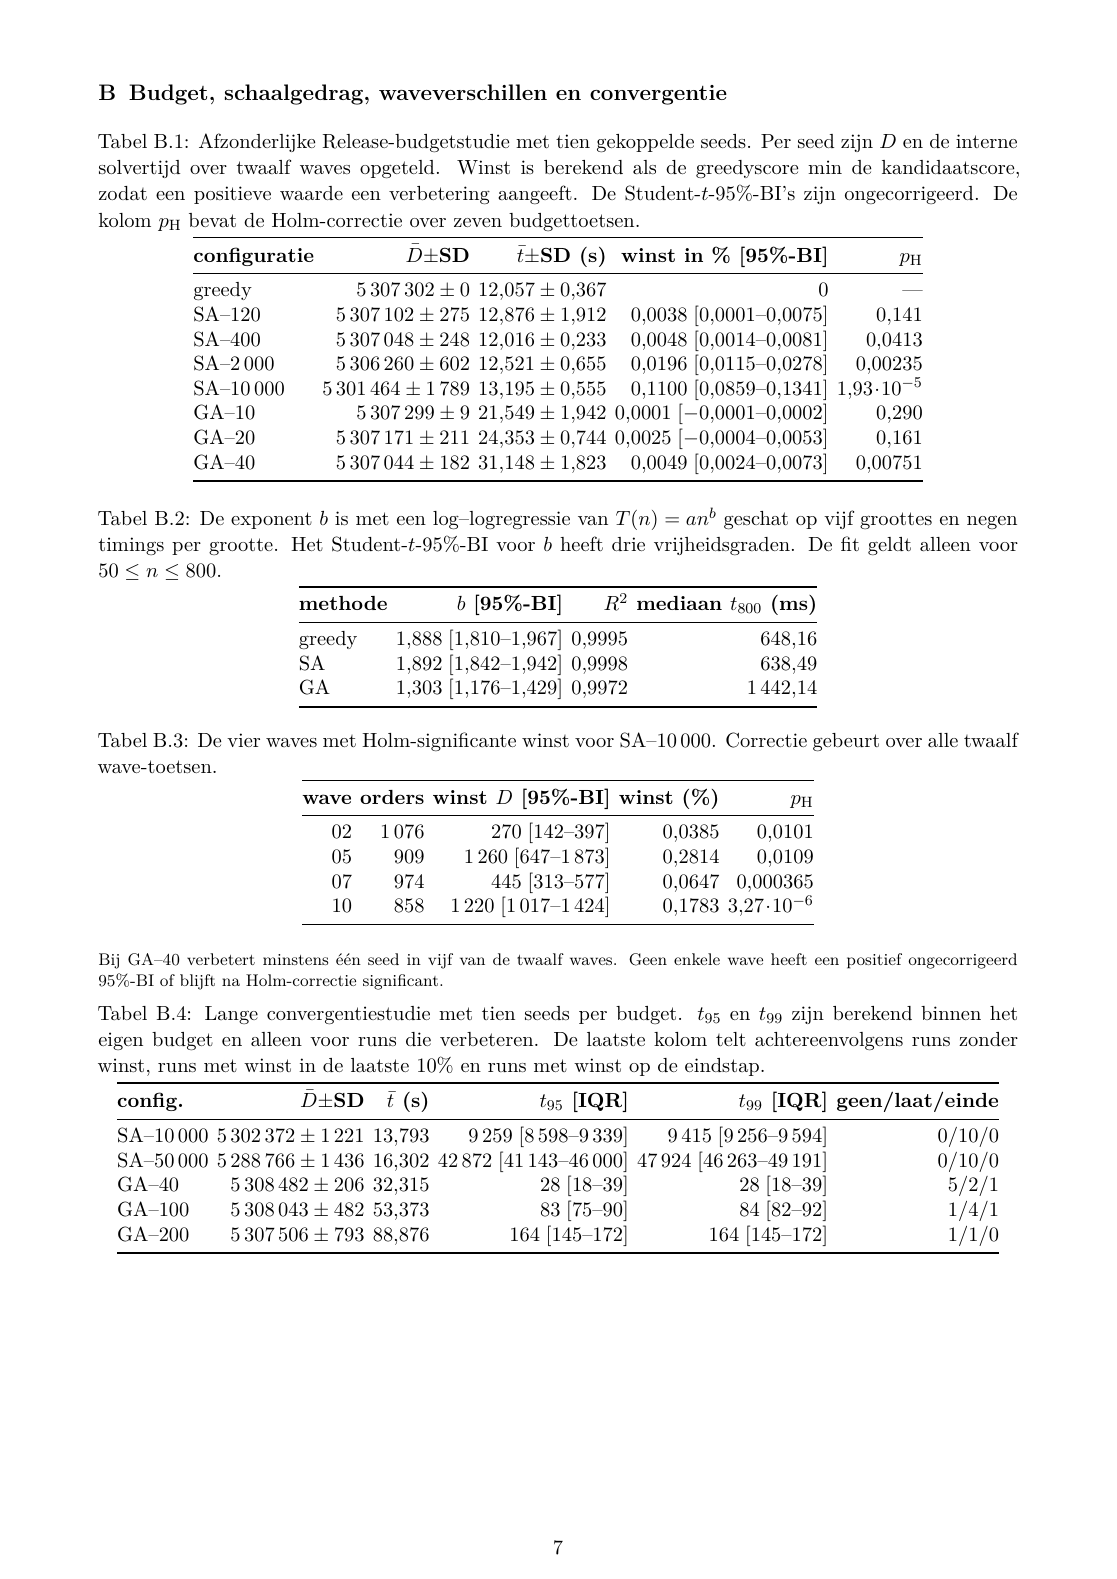 B Budget, schaalgedrag, waveverschillen en convergentie
Tabel B.1: Afzonderlijke Release-budgetstudie met tien gekoppelde seeds. Per seed zijn D en de interne
solvertijd over twaalf waves opgeteld. Winst is berekend als de greedyscore min de kandidaatscore,
zodat een positieve waarde een verbetering aangeeft. De Student-t-95%-BI's zijn ongecorrigeerd. De
kolom p_H bevat de Holm-correctie over zeven budgettoetsen.
configuratie D̄±SD t̄±SD (s) winst in % [95%-BI] p_H
greedy 5 307 302 ± 0 12,057 ± 0,367 0 —
SA–120 5 307 102 ± 275 12,876 ± 1,912 0,0038 [0,0001–0,0075] 0,141
SA–400 5 307 048 ± 248 12,016 ± 0,233 0,0048 [0,0014–0,0081] 0,0413
SA–2 000 5 306 260 ± 602 12,521 ± 0,655 0,0196 [0,0115–0,0278] 0,00235
SA–10 000 5 301 464 ± 1 789 13,195 ± 0,555 0,1100 [0,0859–0,1341] 1,93·10⁻⁵
GA–10 5 307 299 ± 9 21,549 ± 1,942 0,0001 [−0,0001–0,0002] 0,290
GA–20 5 307 171 ± 211 24,353 ± 0,744 0,0025 [−0,0004–0,0053] 0,161
GA–40 5 307 044 ± 182 31,148 ± 1,823 0,0049 [0,0024–0,0073] 0,00751
Tabel B.2: De exponent b is met een log–logregressie van T(n) = anᵇ geschat op vijf groottes en negen
timings per grootte. Het Student-t-95%-BI voor b heeft drie vrijheidsgraden. De fit geldt alleen voor
50 ≤ n ≤ 800.
methode b [95%-BI] R² mediaan t₈₀₀ (ms)
greedy 1,888 [1,810–1,967] 0,9995 648,16
SA 1,892 [1,842–1,942] 0,9998 638,49
GA 1,303 [1,176–1,429] 0,9972 1 442,14
Tabel B.3: De vier waves met Holm-significante winst voor SA–10 000. Correctie gebeurt over alle twaalf
wave-toetsen.
wave orders winst D [95%-BI] winst (%) p_H
02 1 076 270 [142–397] 0,0385 0,0101
05 909 1 260 [647–1 873] 0,2814 0,0109
07 974 445 [313–577] 0,0647 0,000365
10 858 1 220 [1 017–1 424] 0,1783 3,27·10⁻⁶
Bij GA–40 verbetert minstens één seed in vijf van de twaalf waves. Geen enkele wave heeft een positief ongecorrigeerd
95%-BI of blijft na Holm-correctie significant.
Tabel B.4: Lange convergentiestudie met tien seeds per budget. t₉₅ en t₉₉ zijn berekend binnen het
eigen budget en alleen voor runs die verbeteren. De laatste kolom telt achtereenvolgens runs zonder
winst, runs met winst in de laatste 10% en runs met winst op de eindstap.
config. D̄±SD t̄ (s) t₉₅ [IQR] t₉₉ [IQR] geen/laat/einde
SA–10 000 5 302 372 ± 1 221 13,793 9 259 [8 598–9 339] 9 415 [9 256–9 594] 0/10/0
SA–50 000 5 288 766 ± 1 436 16,302 42 872 [41 143–46 000] 47 924 [46 263–49 191] 0/10/0
GA–40 5 308 482 ± 206 32,315 28 [18–39] 28 [18–39] 5/2/1
GA–100 5 308 043 ± 482 53,373 83 [75–90] 84 [82–92] 1/4/1
GA–200 5 307 506 ± 793 88,876 164 [145–172] 164 [145–172] 1/1/0
7